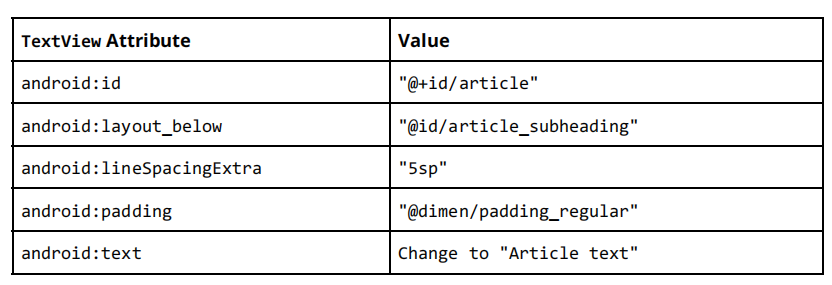 TextView Attribute Value
android:id "@+id/article"
android:layout_below "@id/article_subheading"
android:lineSpacingExtra "5sp"
android:padding "@dimen/padding_regular"
android:text Change to "Article text"